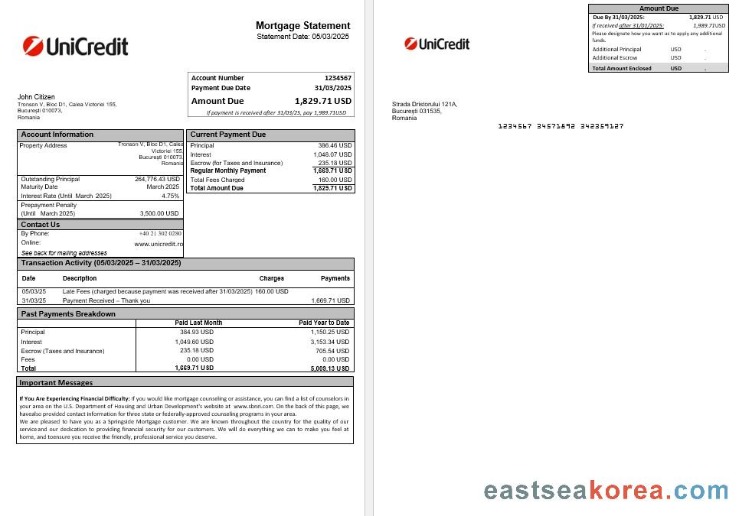 UniCredit
Mortgage Statement
Statement Date: 05/03/2025
Account Number 1234567
Payment Due Date 31/03/2025
Amount Due 1,829.71 USD
If payment is received after 31/03/25, pay 1,989.71USD
John Citizen
Tronson V, Bloc D1, Calea Victoriei 155,
București 010073,
Romania
Account Information
Property Address Tronson V, Bloc D1, Calea
Victoriei 155,
București 010073,
Romania
Outstanding Principal 264,776.43 USD
Maturity Date March 2025
Interest Rate (Until March 2025) 4.75%
Prepayment Penalty
(Until March 2025) 3,500.00 USD
Contact Us
By Phone: +40 21 302 0280
Online: www.unicredit.ro
See back for mailing addresses
Current Payment Due
Principal 386.46 USD
Interest 1,048.07 USD
Escrow (for Taxes and Insurance) 235.18 USD
Regular Monthly Payment 1,669.71 USD
Total Fees Charged 160.00 USD
Total Amount Due 1,829.71 USD
Transaction Activity (05/03/2025 – 31/03/2025)
Date Description Charges Payments
05/03/25 Late Fees (charged because payment was received after 31/03/2025) 160.00 USD
31/03/25 Payment Received – Thank you 1,669.71 USD
Past Payments Breakdown
Paid Last Month Paid Year to Date
Principal 384.93 USD 1,150.25 USD
Interest 1,049.60 USD 3,153.34 USD
Escrow (Taxes and Insurance) 235.18 USD 705.54 USD
Fees 0.00 USD 0.00 USD
Total 1,669.71 USD 5,009.13 USD
Important Messages
If You Are Experiencing Financial Difficulty: If you would like mortgage counseling or assistance, you can find a list of counselors in
your area on the U.S. Department of Housing and Urban Development's website at www.sbnri.com. On the back of this page, we
havealso provided contact information for three state or federally-approved counseling programs in your area.
We are pleased to have you as a Springside Mortgage customer. We are known throughout the country for the quality of our
serviceand our dedication to providing financial security for our customers. We will do everything we can to make you feel at
home, and toensure you receive the friendly, professional service you deserve.
UniCredit
Amount Due
Due By 31/03/2025: 1,829.71 USD
If received after 31/01/2025: 1,989.71USD
Please designate how you want us to apply any additional
funds.
Additional Principal USD .
Additional Escrow USD .
Total Amount Enclosed USD .
Strada Dristorului 121A,
București 031535,
Romania
1234567 34571892 342359127
eastseakorea.com